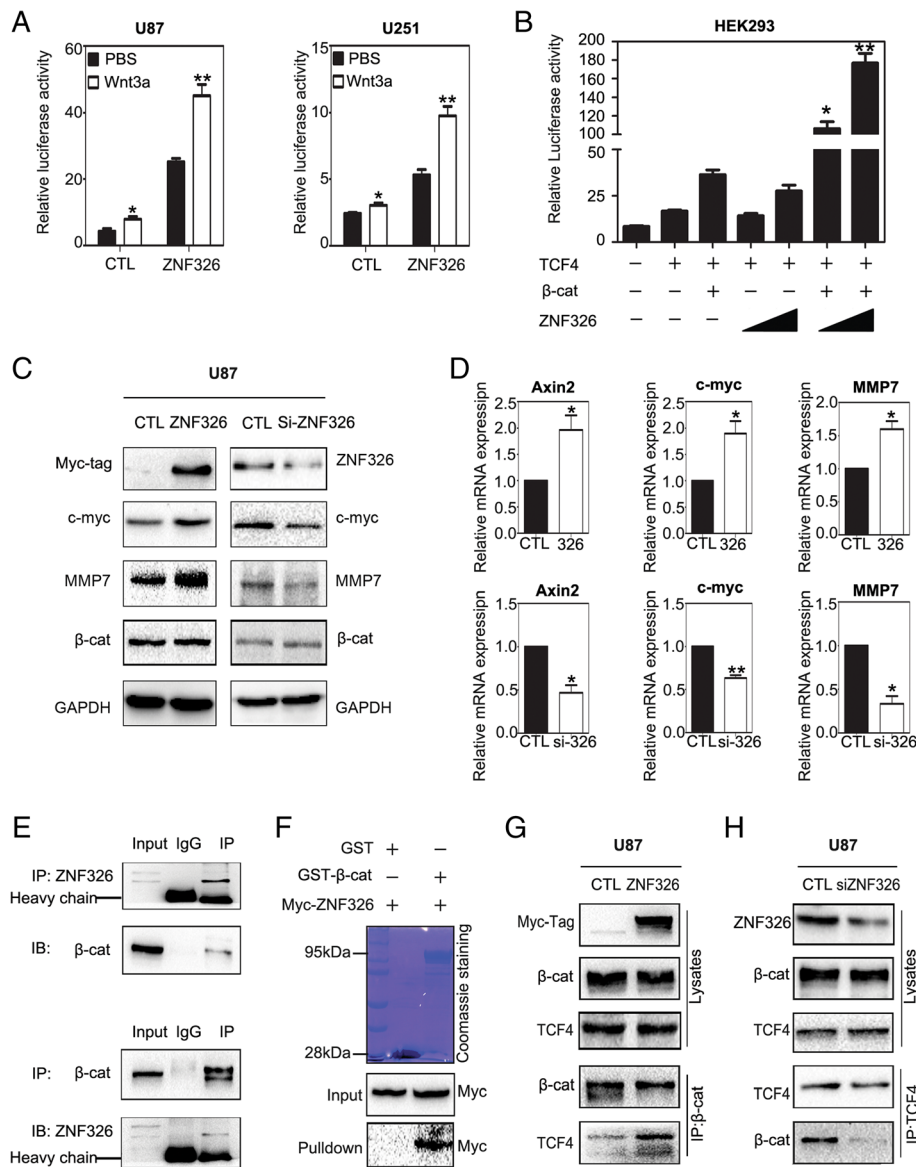 A
U87
Relative luciferase activity
60
40
20
0
PBS
Wnt3a
*
**
CTL
ZNF326
U251
Relative luciferase activity
15
10
5
0
PBS
Wnt3a
*
**
CTL
ZNF326
B
HEK293
Relative Luciferase activity
200
180
160
140
120
100
50
25
0
*
**
TCF4 − + + + + + +
β-cat − − + − − + +
ZNF326 − − −
C
U87
CTL ZNF326 CTL Si-ZNF326
Myc-tag ZNF326
c-myc c-myc
MMP7 MMP7
β-cat β-cat
GAPDH GAPDH
D
Axin2
Relative mRNA expressipn
2.5
2.0
1.5
1.0
0.5
0.0
*
CTL 326
c-myc
Relative mRNA expressipn
2.5
2.0
1.5
1.0
0.5
0.0
*
CTL 326
MMP7
Relative mRNA expressipn
2.0
1.5
1.0
0.5
0.0
*
CTL 326
Axin2
Relative mRNA expression
1.5
1.0
0.5
0.0
*
CTL si-326
c-myc
Relative mRNA expression
1.5
1.0
0.5
0.0
**
CTL si-326
MMP7
Relative mRNA expression
1.5
1.0
0.5
0.0
*
CTL si-326
E
Input IgG IP
IP: ZNF326
Heavy chain
IB: β-cat
Input IgG IP
IP: β-cat
IB: ZNF326
Heavy chain
F
GST + −
GST-β-cat − +
Myc-ZNF326 + +
95kDa
28kDa
Coomassie staining
Input Myc
Pulldown Myc
G
U87
CTL ZNF326
Myc-Tag
β-cat
TCF4
Lysates
β-cat
TCF4
IP:β-cat
H
U87
CTL siZNF326
ZNF326
β-cat
TCF4
Lysates
TCF4
β-cat
IP:TCF4